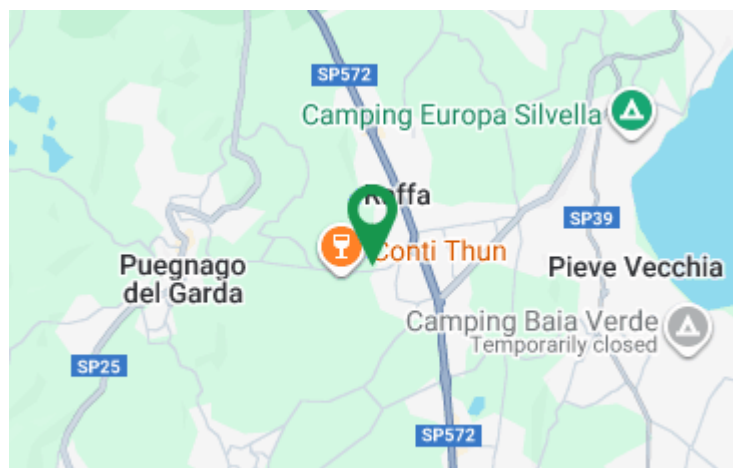 SP572
Camping Europa Silvella
Raffa
SP39
Conti Thun
Puegnago
del Garda
Pieve Vecchia
Camping Baia Verde
Temporarily closed
SP25
SP572